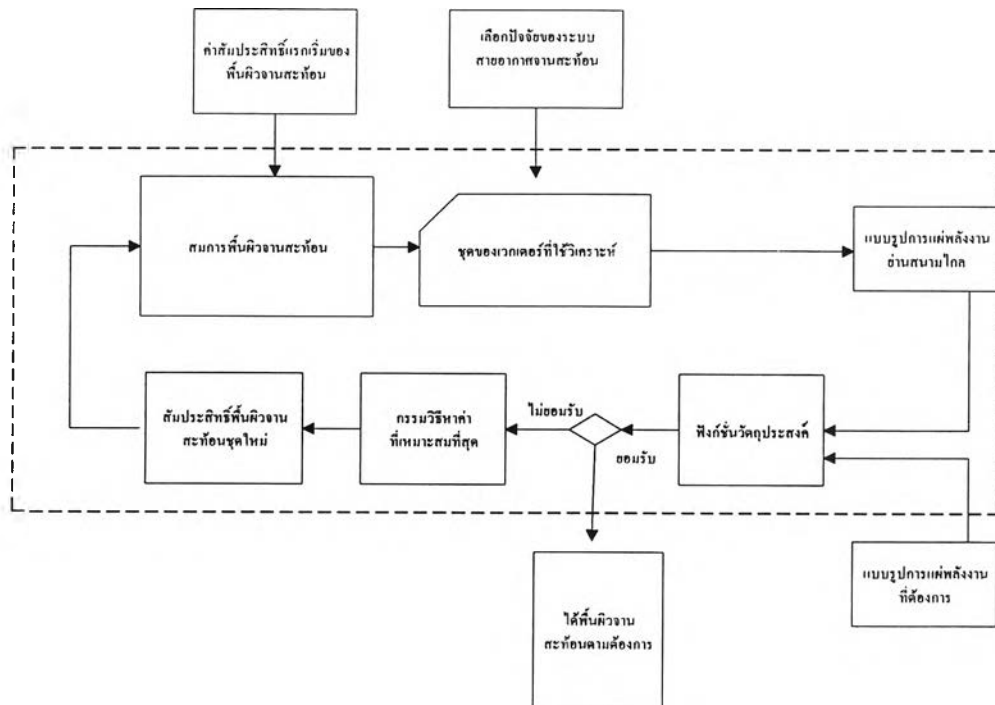 ค่าสัมประสิทธิ์แรกเริ่มของ
พื้นผิวจานสะท้อน
เลือกปัจจัยของระบบ
สายอากาศจานสะท้อน
สมการพื้นผิวจานสะท้อน
ชุดของเวกเตอร์ที่ใช้วิเคราะห์
แบบรูปการแผ่พลังงาน
ย่านสนามไกล
สัมประสิทธิ์พื้นผิวจาน
สะท้อนชุดใหม่
กรรมวิธีหาค่า
ที่เหมาะสมที่สุด
ไม่ยอมรับ
ยอมรับ
ฟังก์ชั่นวัตถุประสงค์
ได้พื้นผิวจาน
สะท้อนตามต้องการ
แบบรูปการแผ่พลังงาน
ที่ต้องการ